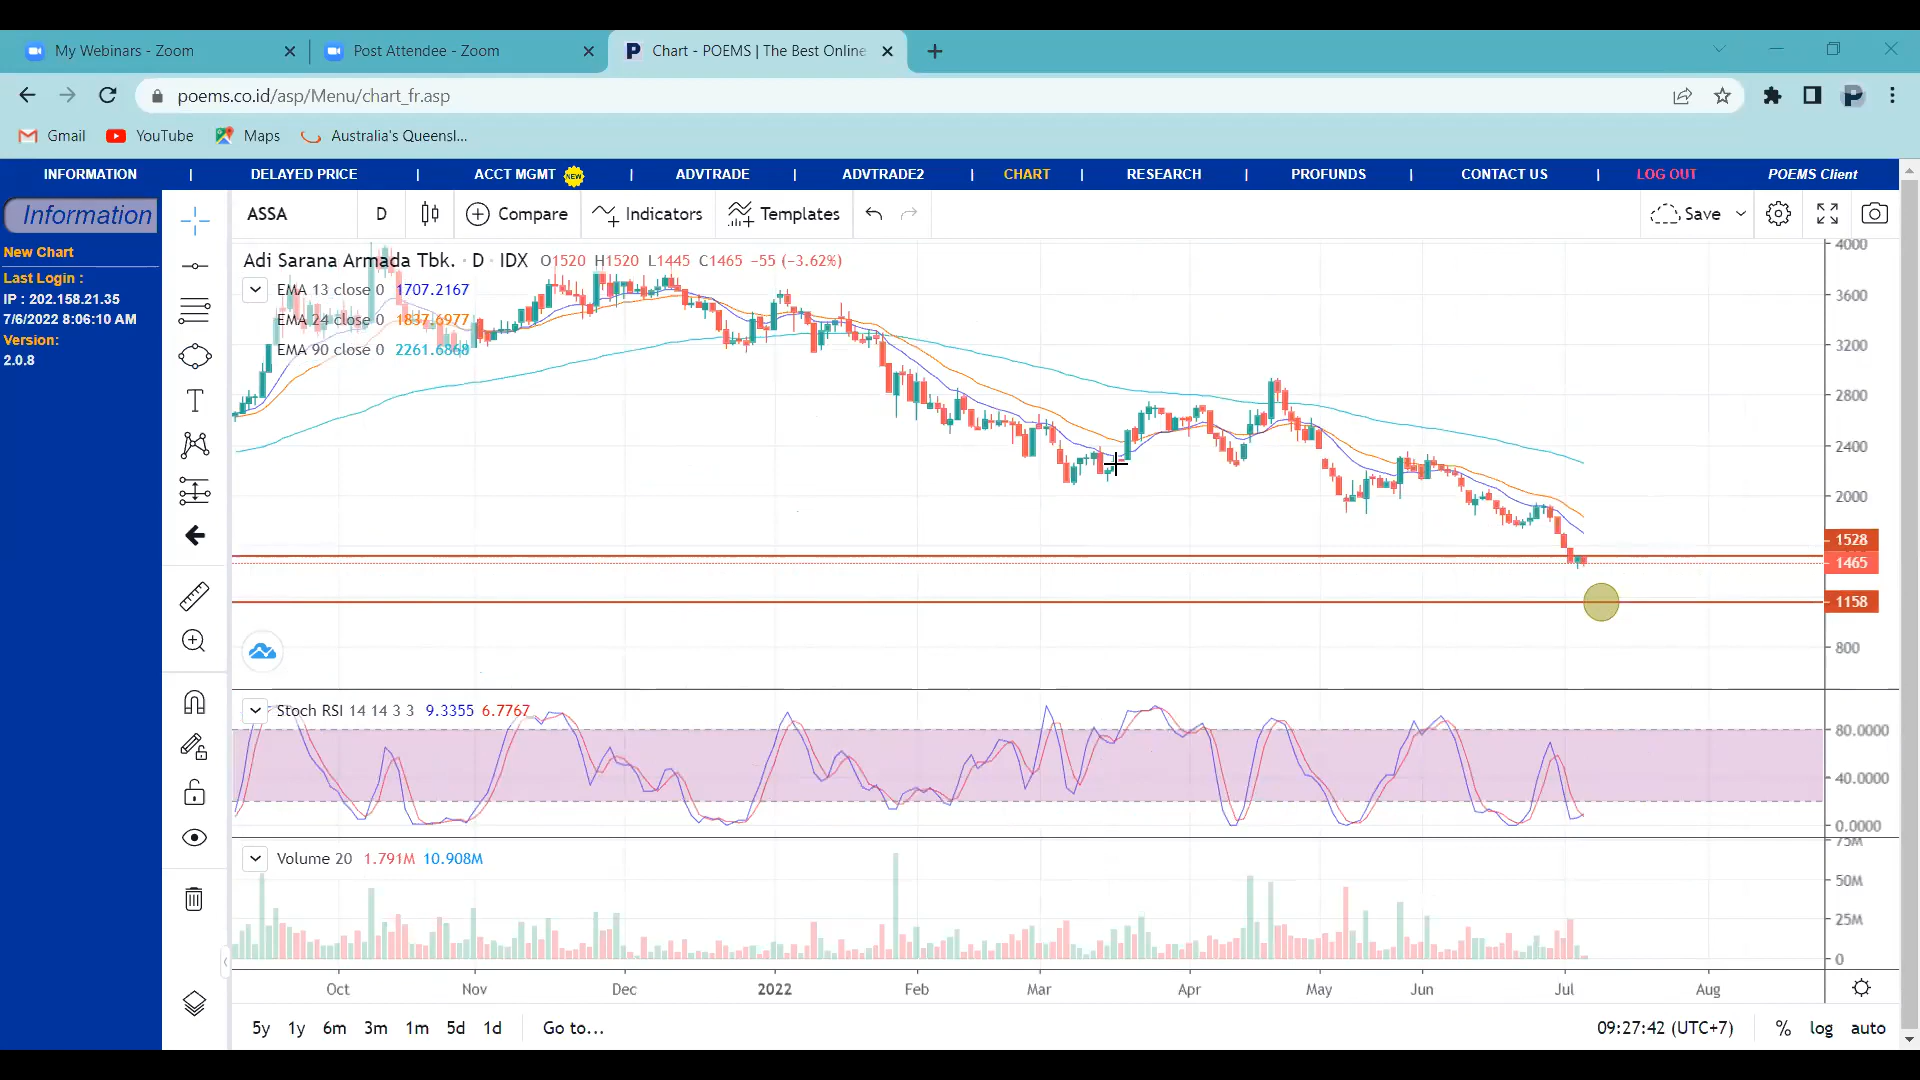 My Webinars - Zoom
Post Attendee - Zoom
Chart - POEMS | The Best Online
poems.co.id/asp/Menu/chart_fr.asp
Gmail
YouTube
Maps
Australia's Queensl...
INFORMATION | DELAYED PRICE | ACCT MGMT NEW | ADVTRADE | ADVTRADE2 | CHART | RESEARCH | PROFUNDS | CONTACT US | LOG OUT POEMS Client
Information
New Chart
Last Login :
IP : 202.158.21.35
7/6/2022 8:06:10 AM
Version:
2.0.8
ASSA D Compare Indicators Templates Save
Adi Sarana Armada Tbk. · D · IDX O1520 H1520 L1445 C1465 −55 (−3.62%)
EMA 13 close 0 1707.2167
EMA 24 close 0 1837.6977
EMA 90 close 0 2261.6868
4000
3600
3200
2800
2400
2000
1528
1465
1158
800
Stoch RSI 14 14 3 3 9.3355 6.7767
80.0000
40.0000
0.0000
Volume 20 1.791M 10.908M
75M
50M
25M
0
Oct Nov Dec 2022 Feb Mar Apr May Jun Jul Aug
5y 1y 6m 3m 1m 5d 1d Go to... 09:27:42 (UTC+7) % log auto